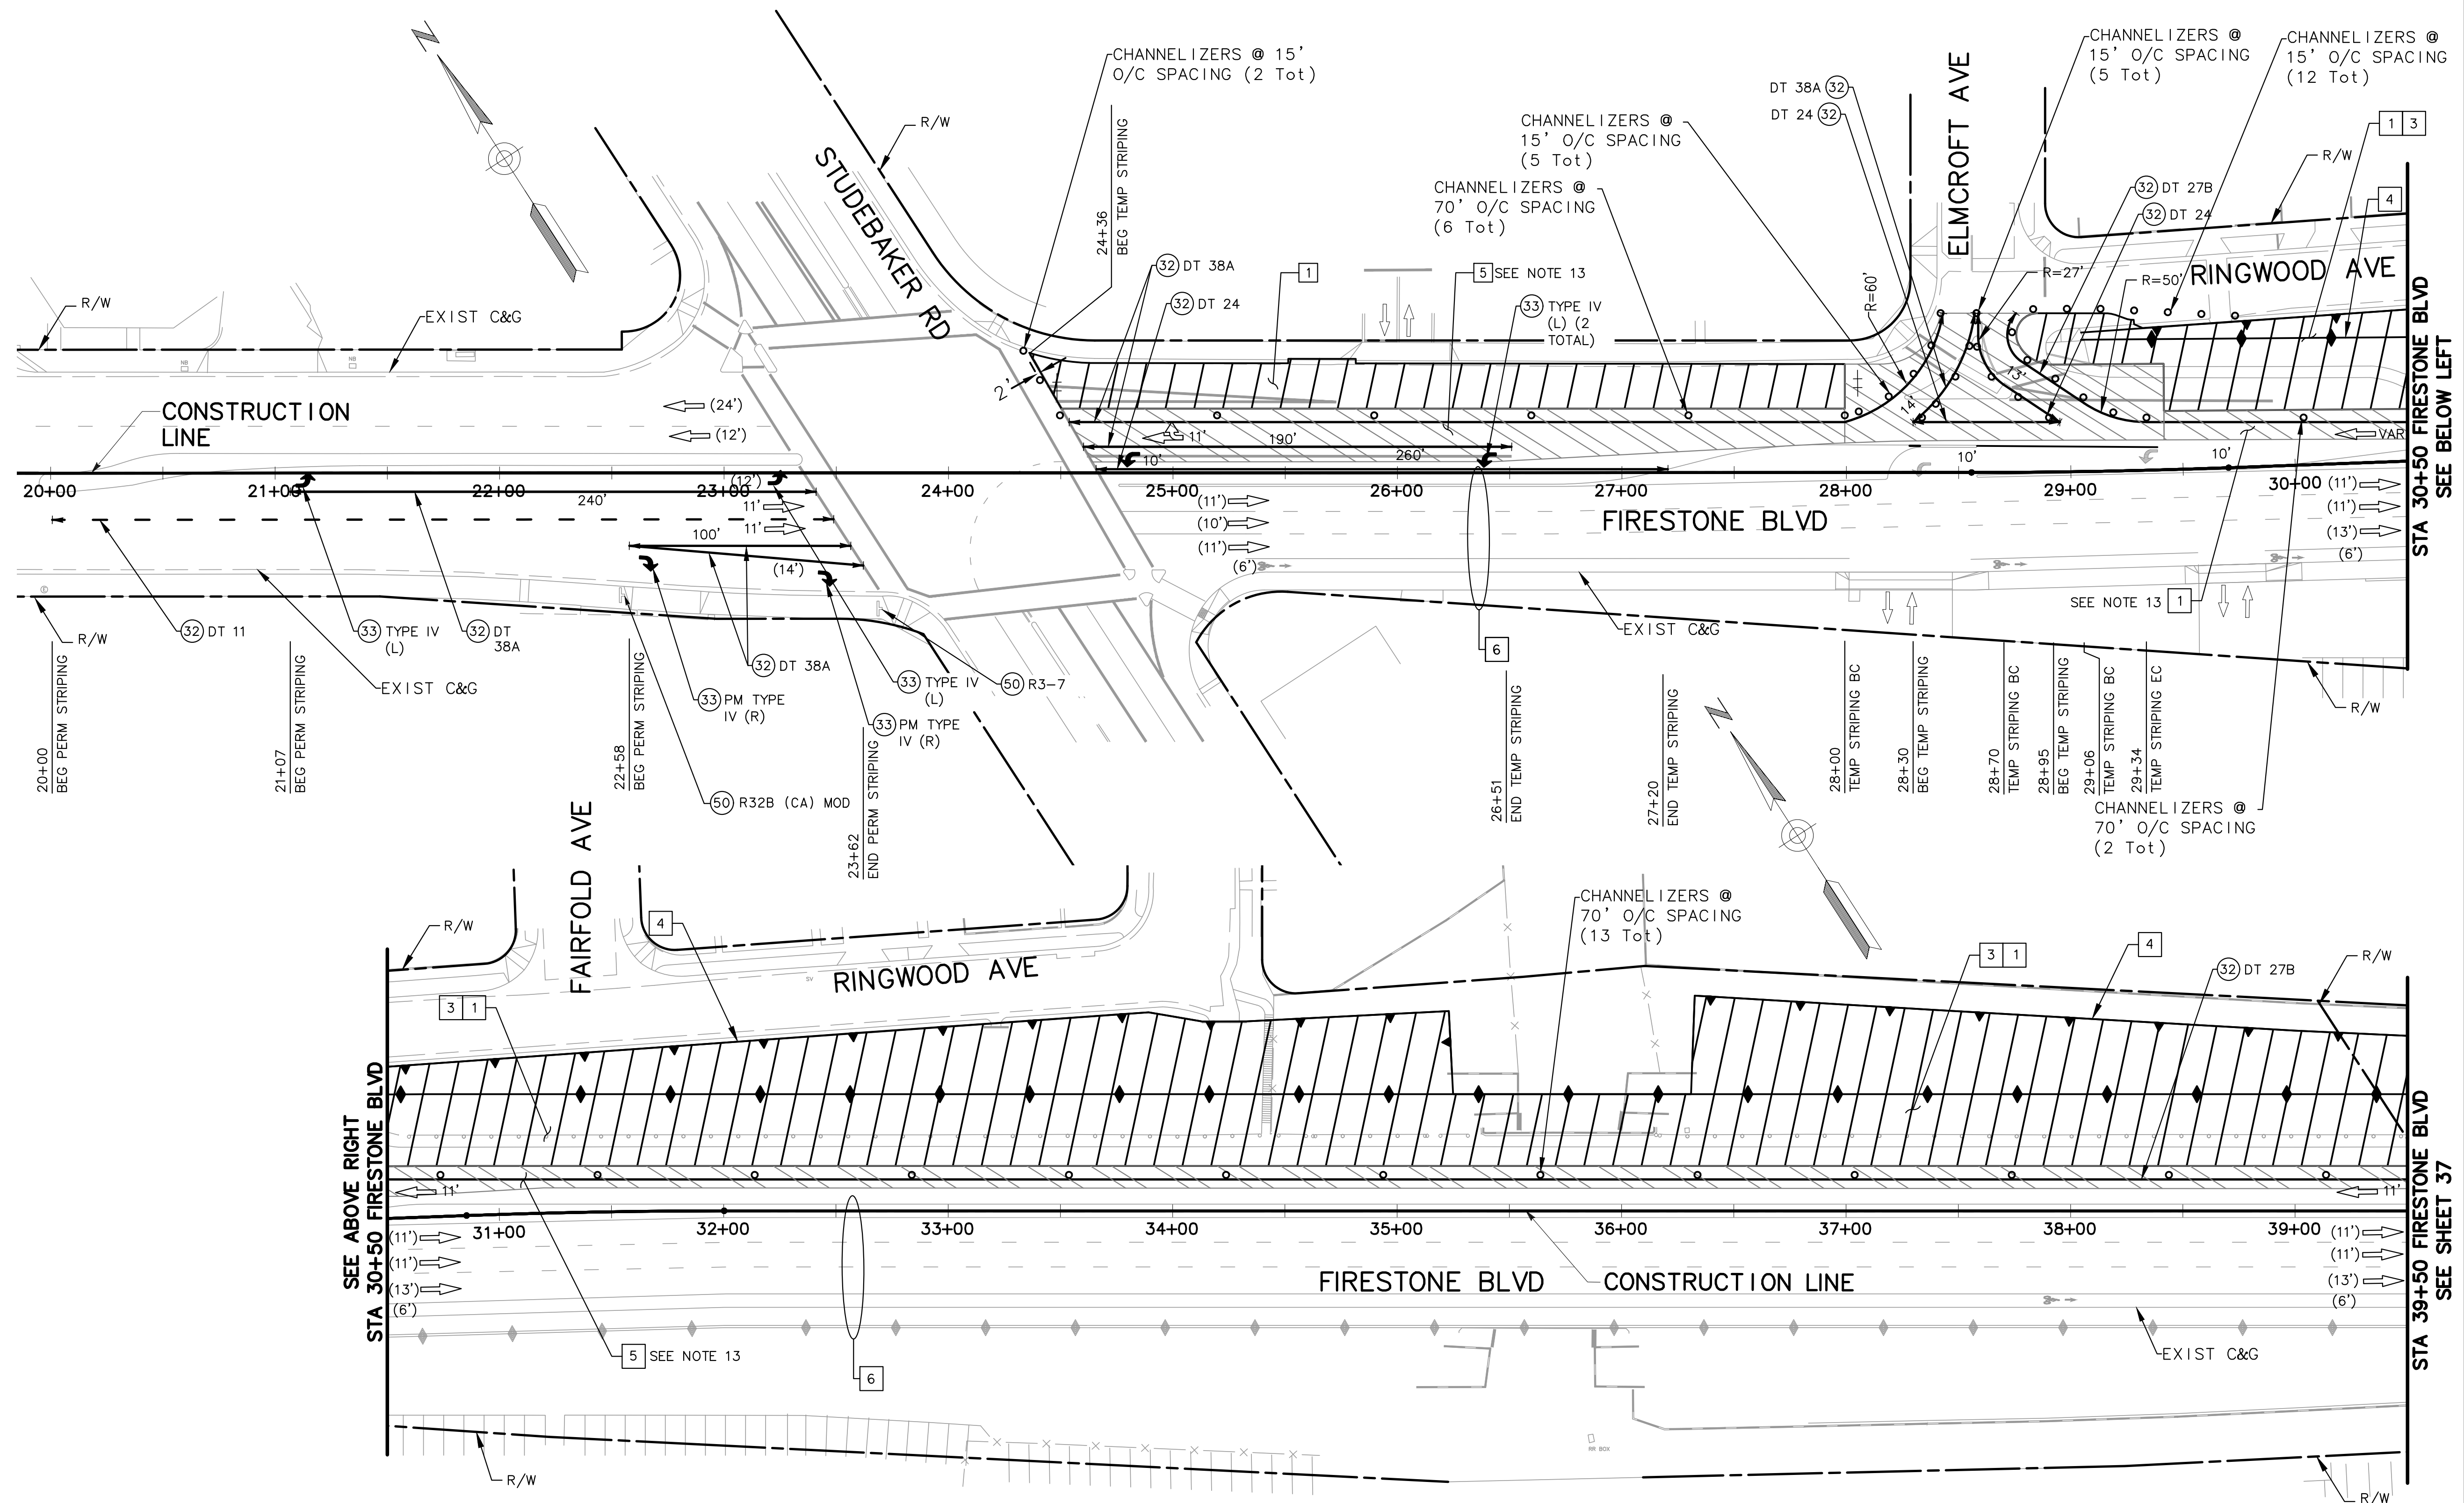 N
STUDEBAKER RD
R/W
CHANNELIZERS @ 15'
O/C SPACING (2 Tot)
24+36
BEG TEMP STRIPING
CHANNELIZERS @
15' O/C SPACING
(5 Tot)
CHANNELIZERS @
70' O/C SPACING
(6 Tot)
DT 38A 32
DT 24 32
ELMCROFT AVE
CHANNELIZERS @
15' O/C SPACING
(5 Tot)
CHANNELIZERS @
15' O/C SPACING
(12 Tot)
1 3
R/W
32 DT 27B
32 DT 24
4
R=60'
R=27'
R=50'
RINGWOOD AVE
32 DT 38A
32 DT 24
1
5 SEE NOTE 13
33 TYPE IV
(L) (2
TOTAL)
R/W
EXIST C&G
NB
NB
CONSTRUCTION
LINE
(24')
(12')
2'
11'
190'
10'
260'
14'
13'
10'
10'
VAR
20+00
21+00
22+00
23+00
24+00
25+00
26+00
27+00
28+00
29+00
30+00
(12')
240'
11'
11'
100'
(14')
(11')
(10')
(11')
(6')
FIRESTONE BLVD
(11')
(11')
(13')
(6')
STA 30+50 FIRESTONE BLVD
SEE BELOW LEFT
R/W
32 DT 11
33 TYPE IV
(L)
32 DT
38A
32 DT 38A
33 PM TYPE
IV (R)
33 TYPE IV
(L)
50 R3-7
33 PM TYPE
IV (R)
50 R32B (CA) MOD
EXIST C&G
6
EXIST C&G
SEE NOTE 13 1
R/W
20+00
BEG PERM STRIPING
21+07
BEG PERM STRIPING
22+58
BEG PERM STRIPING
23+62
END PERM STRIPING
26+51
END TEMP STRIPING
27+20
END TEMP STRIPING
28+00
TEMP STRIPING BC
28+30
BEG TEMP STRIPING
28+70
TEMP STRIPING BC
28+95
BEG TEMP STRIPING
29+06
TEMP STRIPING BC
29+34
TEMP STRIPING EC
CHANNELIZERS @
70' O/C SPACING
(2 Tot)
N
FAIRFOLD AVE
R/W
4
RINGWOOD AVE
SV
CHANNELIZERS @
70' O/C SPACING
(13 Tot)
3 1
4
32 DT 27B
R/W
3 1
SEE ABOVE RIGHT
STA 30+50 FIRESTONE BLVD
11'
11'
31+00
32+00
33+00
34+00
35+00
36+00
37+00
38+00
39+00
(11')
(11')
(13')
(6')
FIRESTONE BLVD
CONSTRUCTION LINE
(11')
(11')
(13')
(6')
STA 39+50 FIRESTONE BLVD
SEE SHEET 37
5 SEE NOTE 13
6
EXIST C&G
RR BOX
R/W
R/W